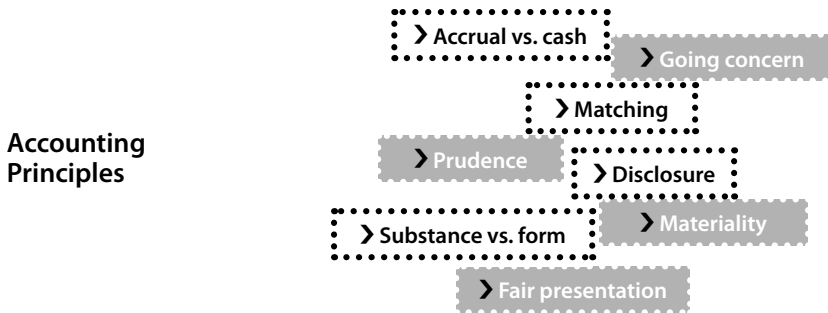 ❯ Accrual vs. cash
❯ Going concern
❯ Matching
Accounting
Principles
❯ Prudence
❯ Disclosure
❯ Materiality
❯ Substance vs. form
❯ Fair presentation